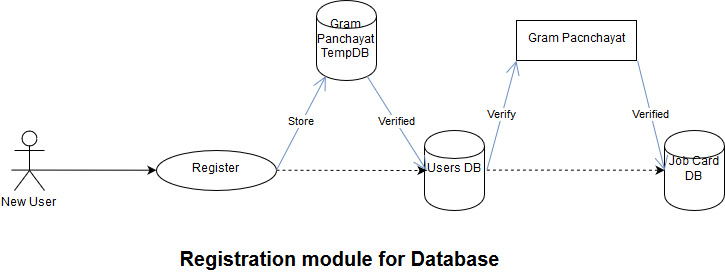 Gram
Panchayat
TempDB
Gram Pacnchayat
Store
Verified
Verify
Verified
Register
Users DB
Job Card
DB
New User
Registration module for Database